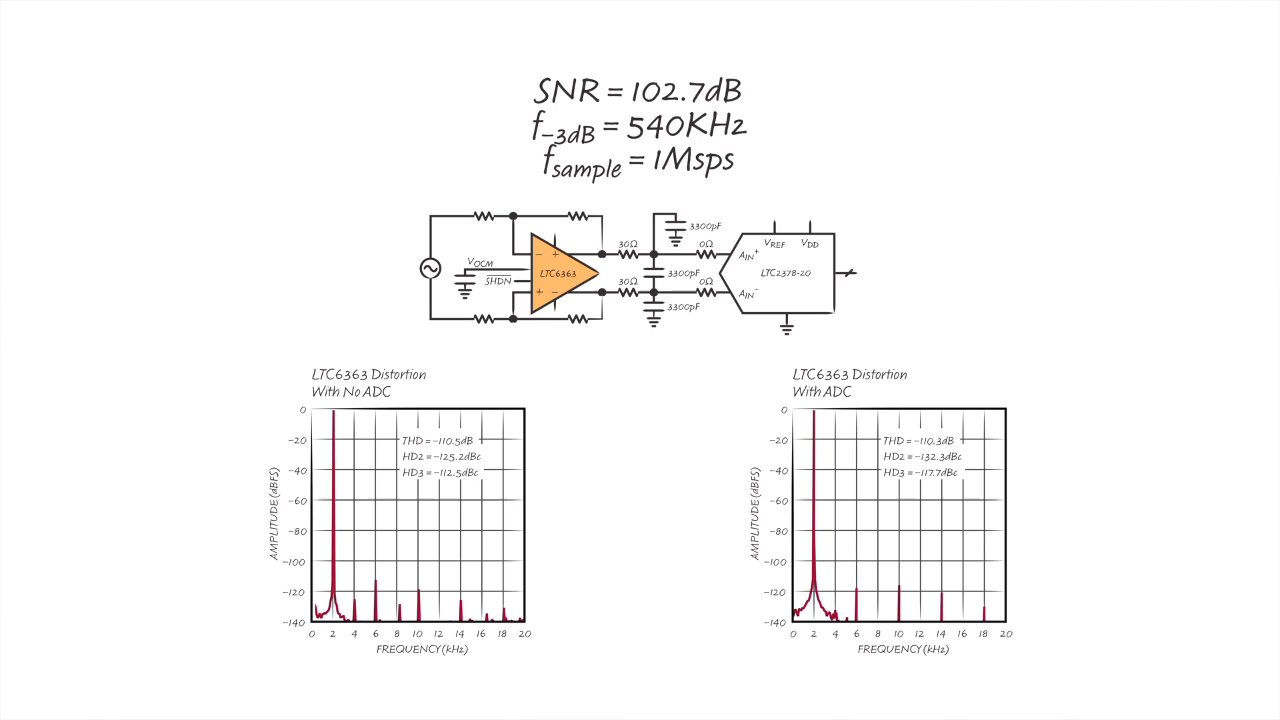 SNR = 102.7dB
f−3dB = 540KHz
fsample = 1Msps
3300pF
30Ω
0Ω
VREF
VDD
AIN+
VOCM
− +
LTC6363
3300pF
LTC2378-20
SHDN
30Ω
0Ω
+ −
AIN−
3300pF
LTC6363 Distortion
With No ADC
0
−20
−40
−60
−80
−100
−120
−140
AMPLITUDE (dBFS)
THD = −110.5dB
HD2 = −125.2dBc
HD3 = −112.5dBc
0 2 4 6 8 10 12 14 16 18 20
FREQUENCY (kHz)
LTC6363 Distortion
With ADC
0
−20
−40
−60
−80
−100
−120
−140
AMPLITUDE (dBFS)
THD = −110.3dB
HD2 = −132.3dBc
HD3 = −117.7dBc
0 2 4 6 8 10 12 14 16 18 20
FREQUENCY (kHz)